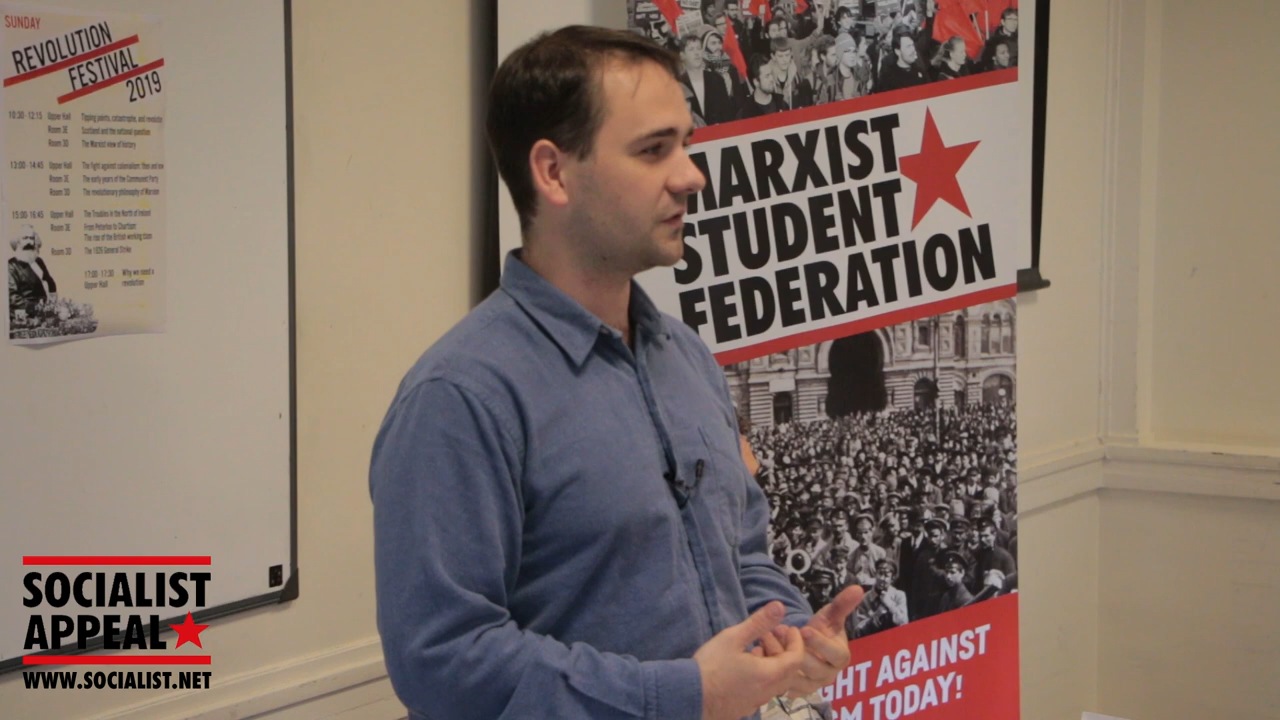 SUNDAY
REVOLUTION
FESTIVAL
2019
10:30-12:15 Upper Hall Tipping points, catastrophe, and revolution
Room 3E Scotland and the national question
Room 3D The Marxist view of history
13:00-14:45 Upper Hall The fight against colonialism: then and now
Room 3E The early years of the Communist Party
Room 3D The revolutionary philosophy of Marxism
15:00-16:45 Upper Hall The Troubles in the North of Ireland
Room 3E From Peterloo to Chartism:
The rise of the British working class
Room 3D The 1926 General Strike
17:00-17:30 Why we need a
Upper Hall revolution
MARXIST
STUDENT
FEDERATION
GHT AGAINST
SM TODAY!
SOCIALIST
APPEAL
WWW.SOCIALIST.NET